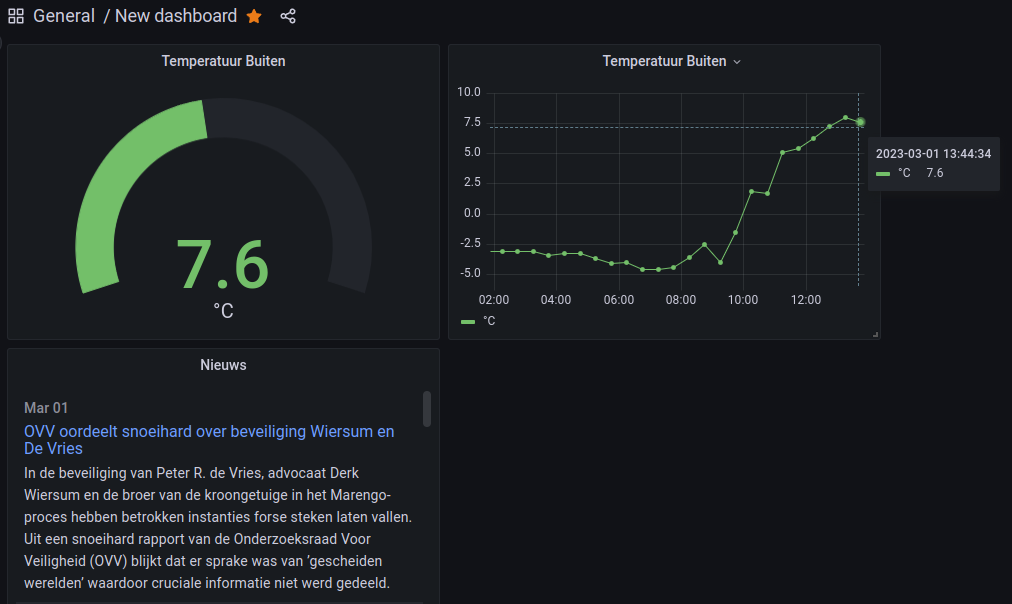 General / New dashboard
Temperatuur Buiten
7.6
°C
Temperatuur Buiten
10.0
7.5
5.0
2.5
0.0
-2.5
-5.0
02:00 04:00 06:00 08:00 10:00 12:00
°C
2023-03-01 13:44:34
°C 7.6
Nieuws
Mar 01
OVV oordeelt snoeihard over beveiliging Wiersum en
De Vries
In de beveiliging van Peter R. de Vries, advocaat Derk
Wiersum en de broer van de kroongetuige in het Marengo-
proces hebben betrokken instanties forse steken laten vallen.
Uit een snoeihard rapport van de Onderzoeksraad Voor
Veiligheid (OVV) blijkt dat er sprake was van ‘gescheiden
werelden’ waardoor cruciale informatie niet werd gedeeld.